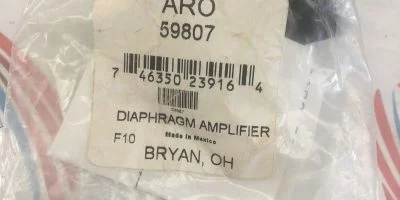 ARO
59807
7 46350 23916 4
DIAPHRAGM AMPLIFIER
F10 Made in Mexico
BRYAN, OH